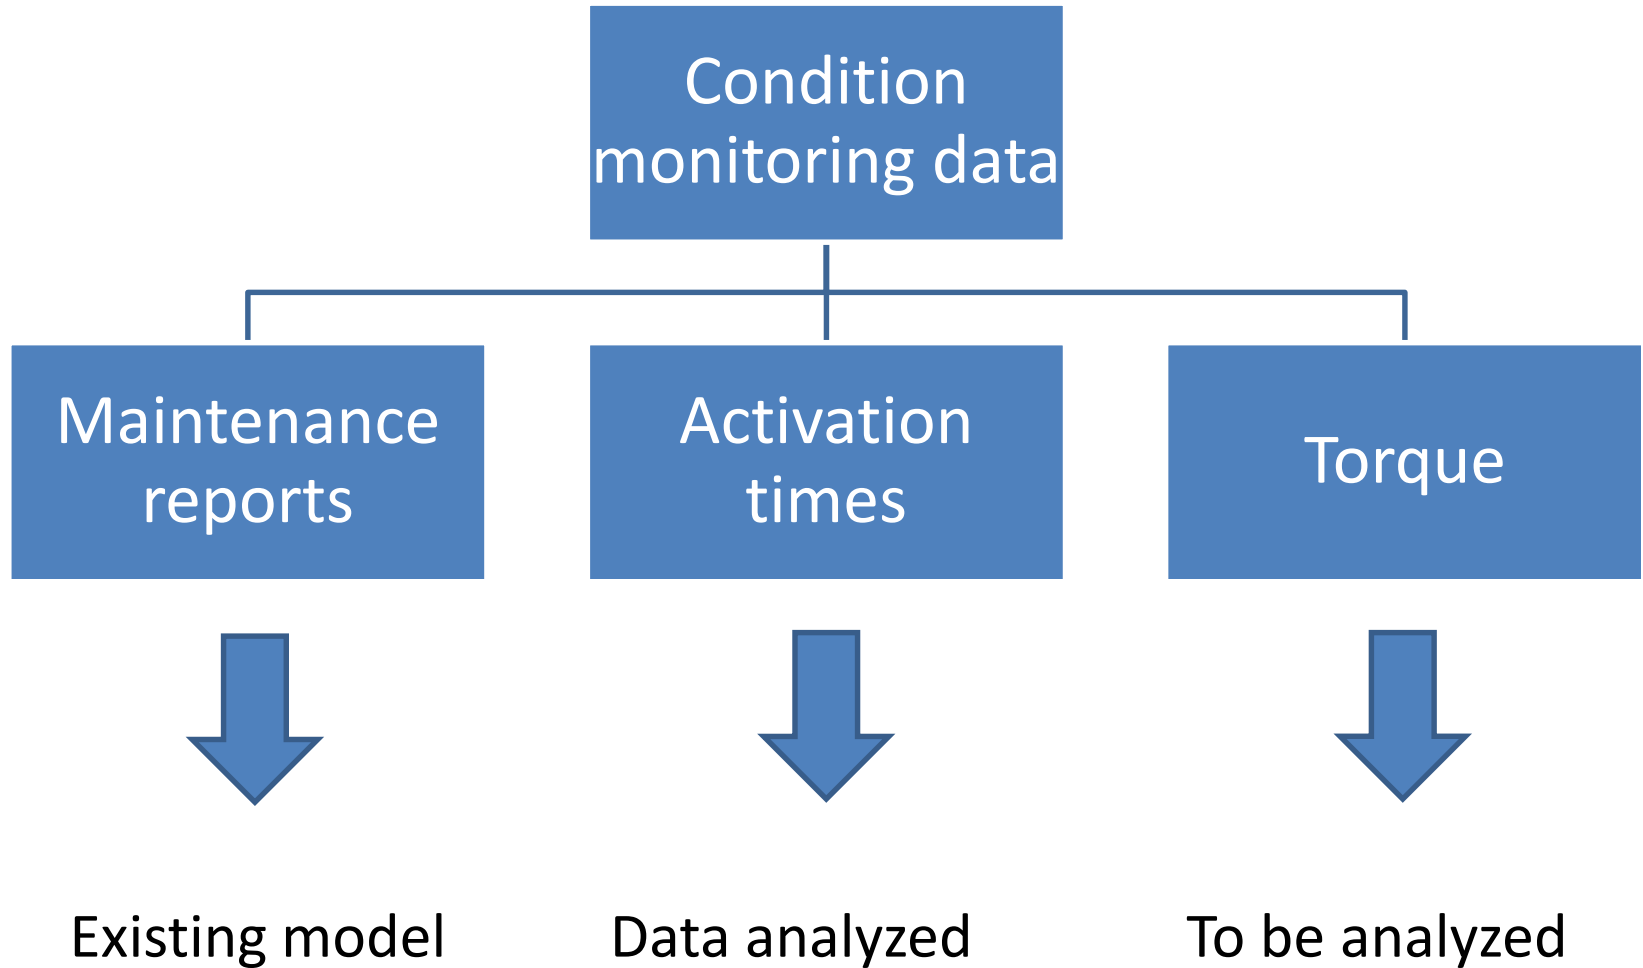 Condition
monitoring data
Maintenance
reports
Activation
times
Torque
Existing model
Data analyzed
To be analyzed